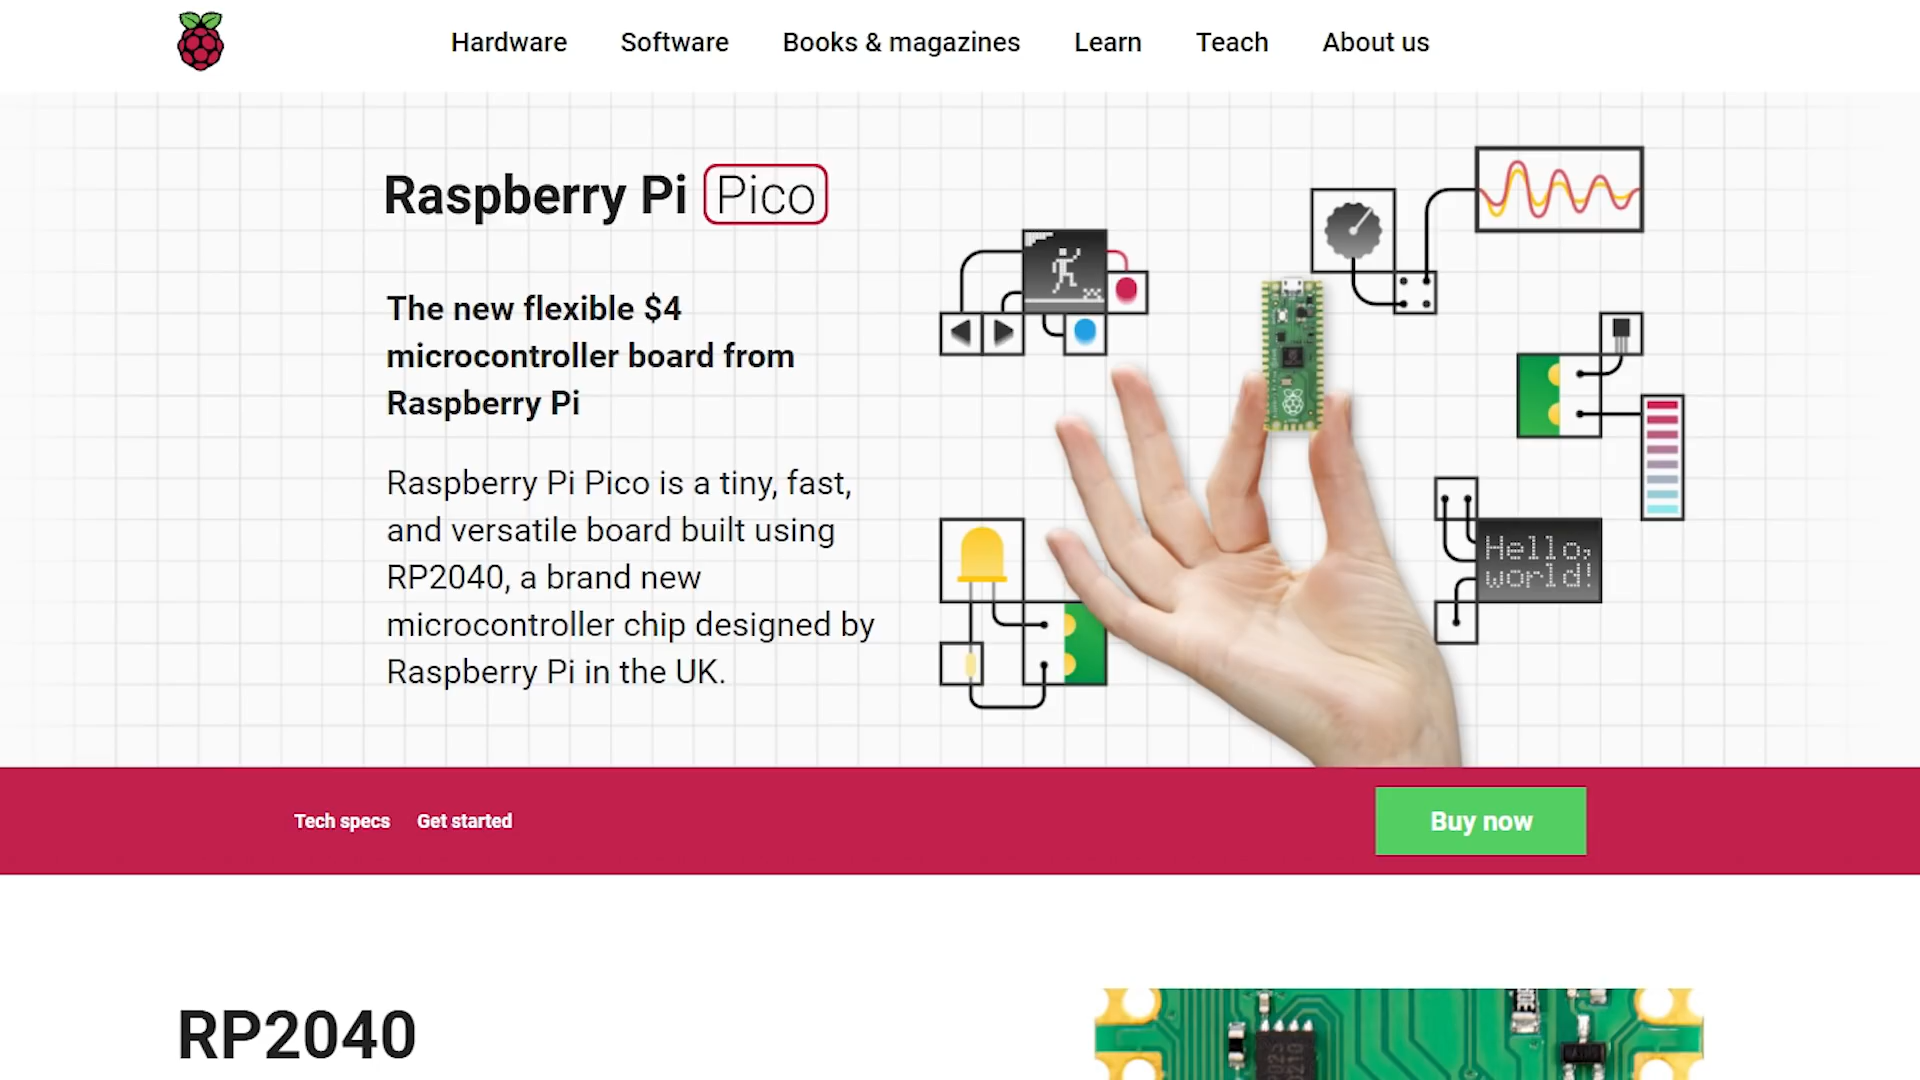 Hardware Software Books & magazines Learn Teach About us
Raspberry Pi Pico
The new flexible $4
microcontroller board from
Raspberry Pi
Raspberry Pi Pico is a tiny, fast,
and versatile board built using
RP2040, a brand new
microcontroller chip designed by
Raspberry Pi in the UK.
Hello,
world!
Tech specs Get started
Buy now
RP2040